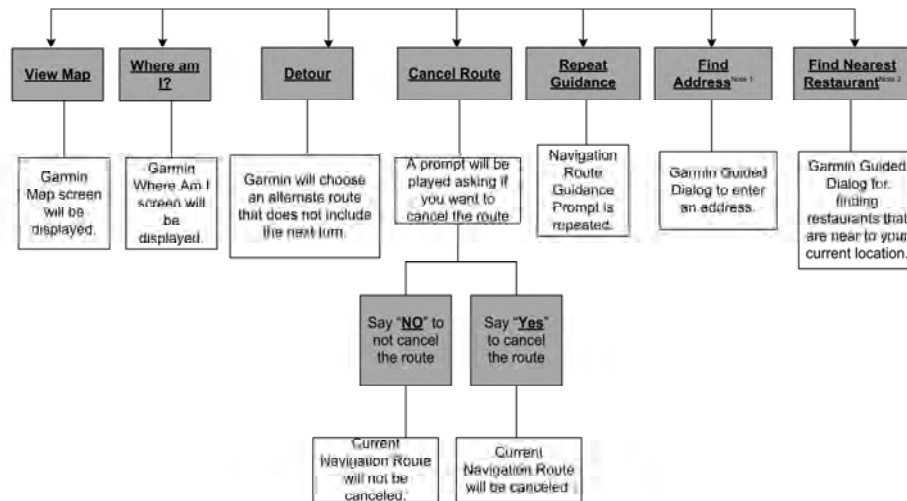 View Map
Where am
I?
Detour
Cancel Route
Repeat
Guidance
Find
Address Note 1
Find Nearest
Restaurant Note 2
Garmin
Map screen
will be
displayed.
Garmin
Where Am I
screen will
be
displayed.
Garmin will choose
an alternate route
that does not include
the next turn.
A prompt will be
played asking if
you want to
cancel the route
Navigation
Route
Guidance
Prompt is
repeated.
Garmin Guided
Dialog to enter
an address.
Garmin Guided
Dialog for
finding
restaurants that
are near to your
current location.
Say "NO" to
not cancel
the route
Say "Yes"
to cancel
the route
Current
Navigation Route
will not be
canceled.
Current
Navigation Route
will be canceled